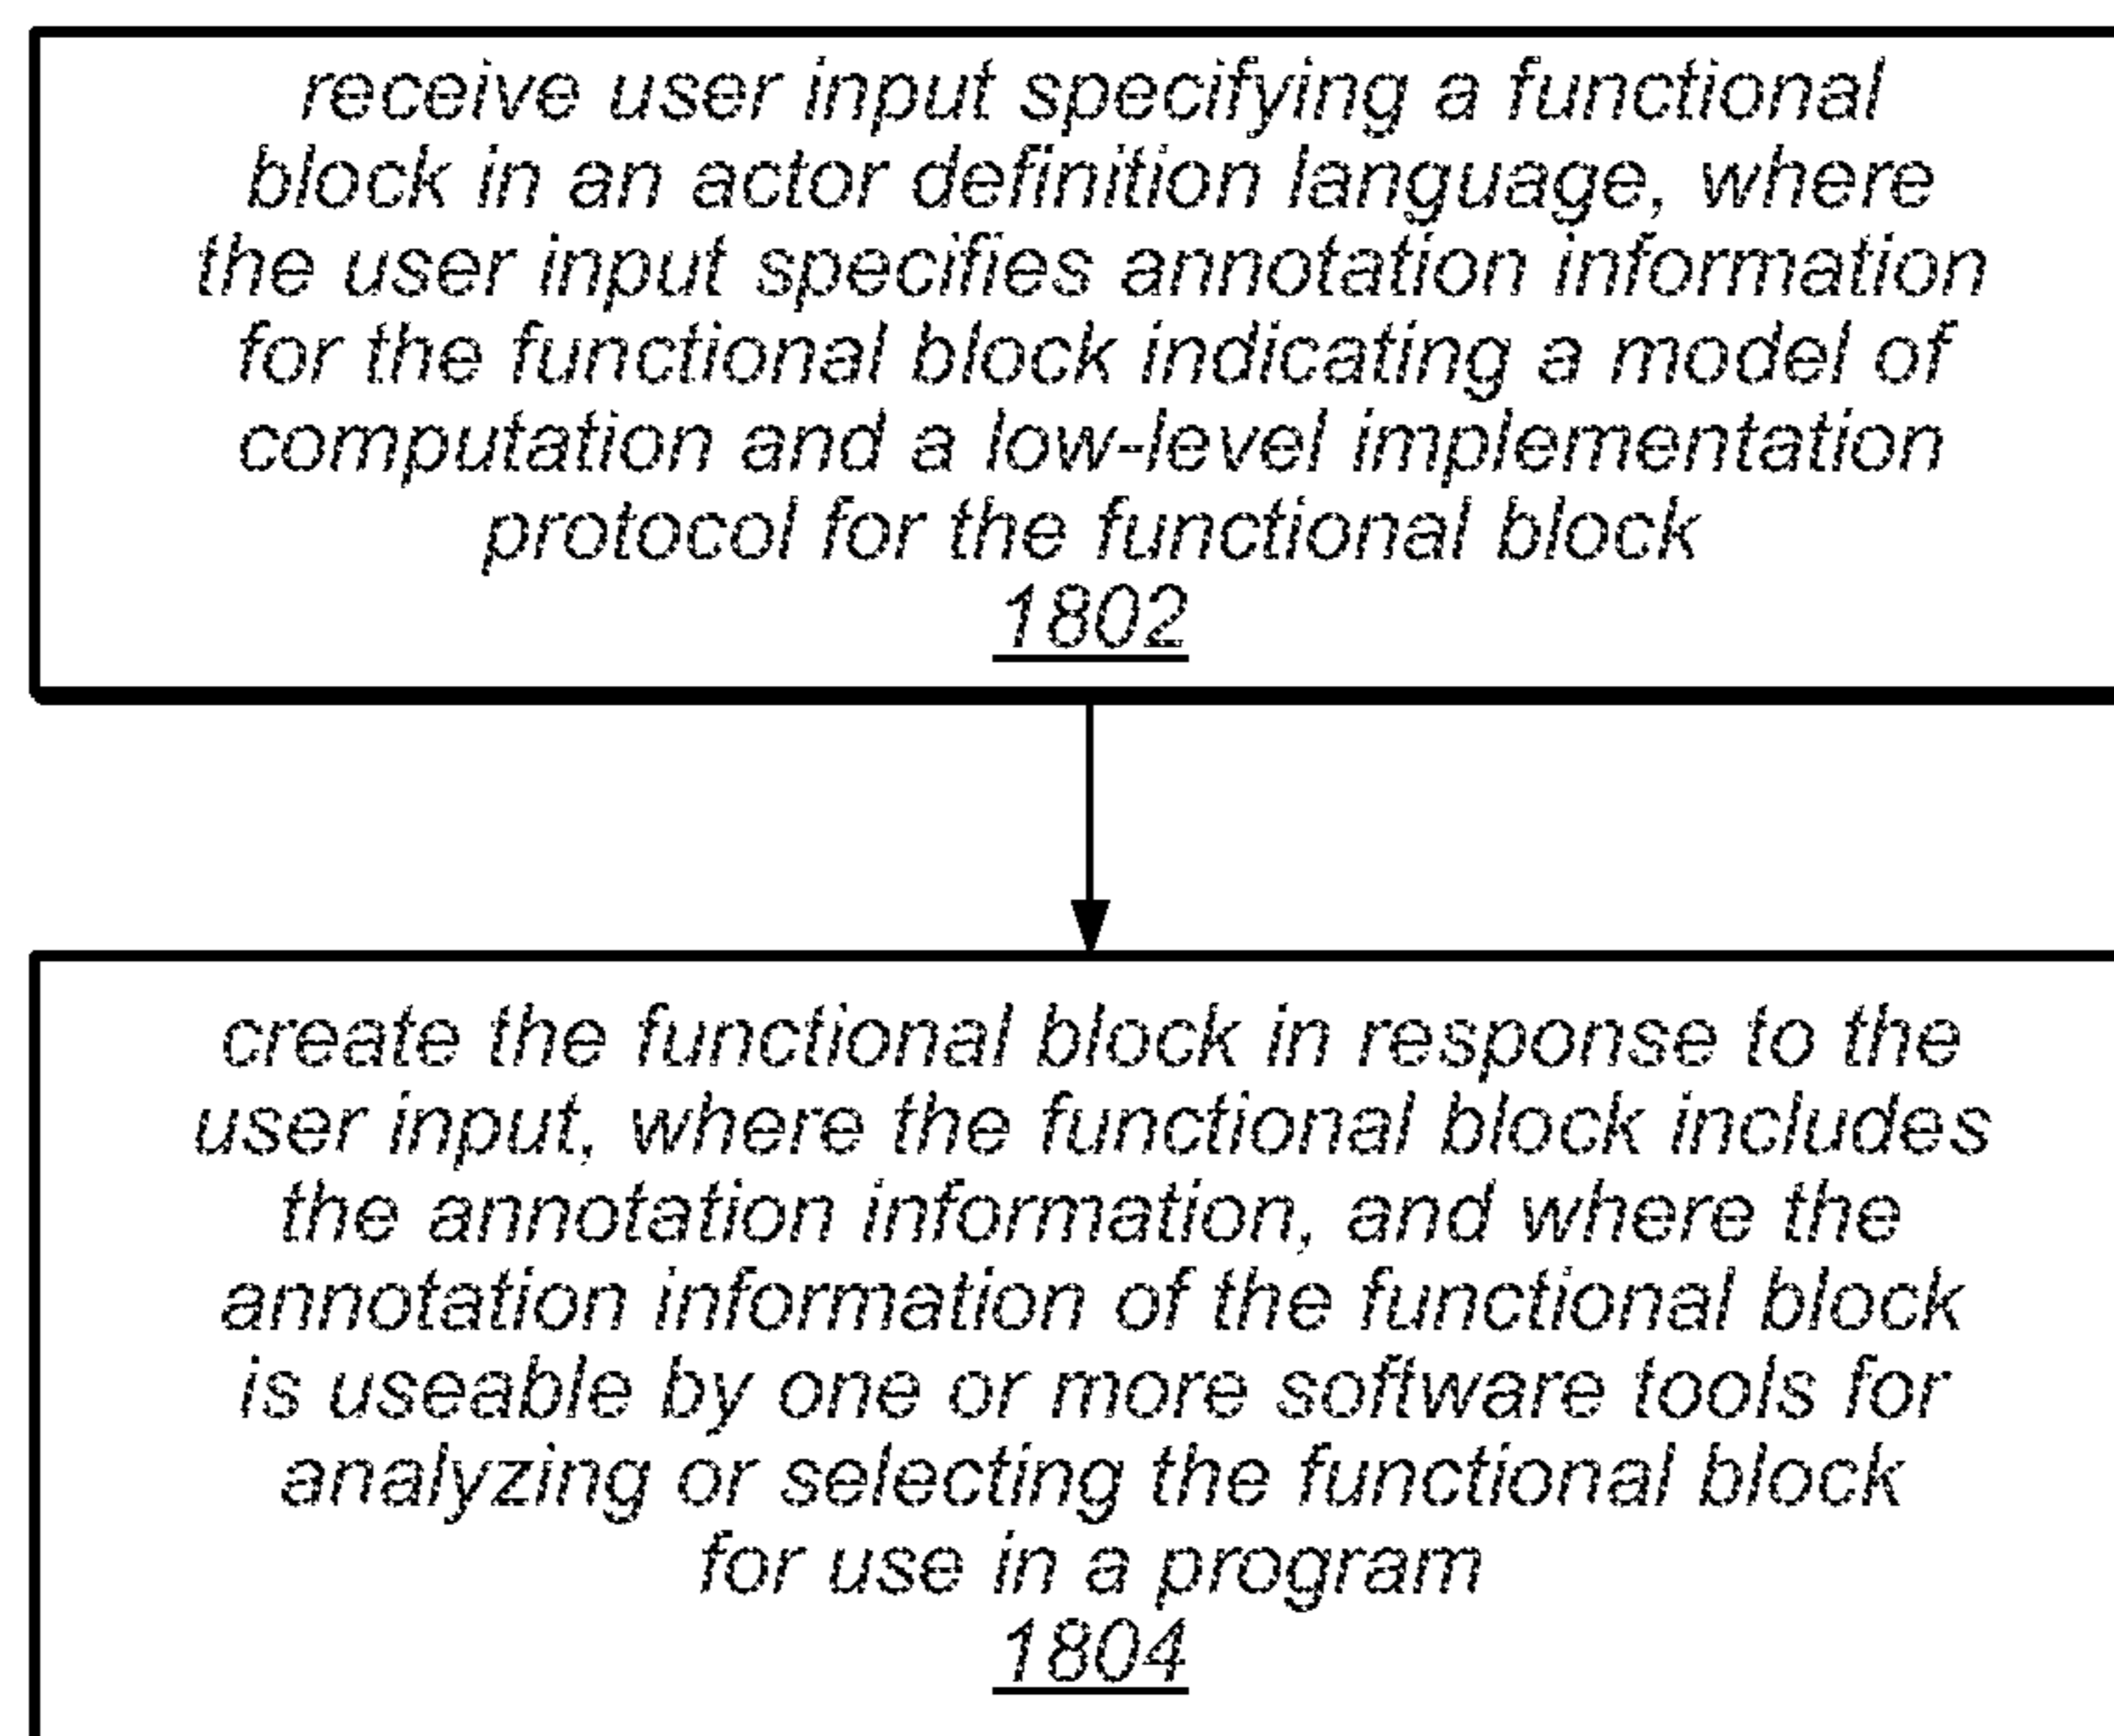 receive user input specifying a functional
block in an actor definition language, where
the user input specifies annotation information
for the functional block indicating a model of
computation and a low-level implementation
protocol for the functional block
1802
create the functional block in response to the
user input, where the functional block includes
the annotation information, and where the
annotation information of the functional block
is useable by one or more software tools for
analyzing or selecting the functional block
for use in a program
1804